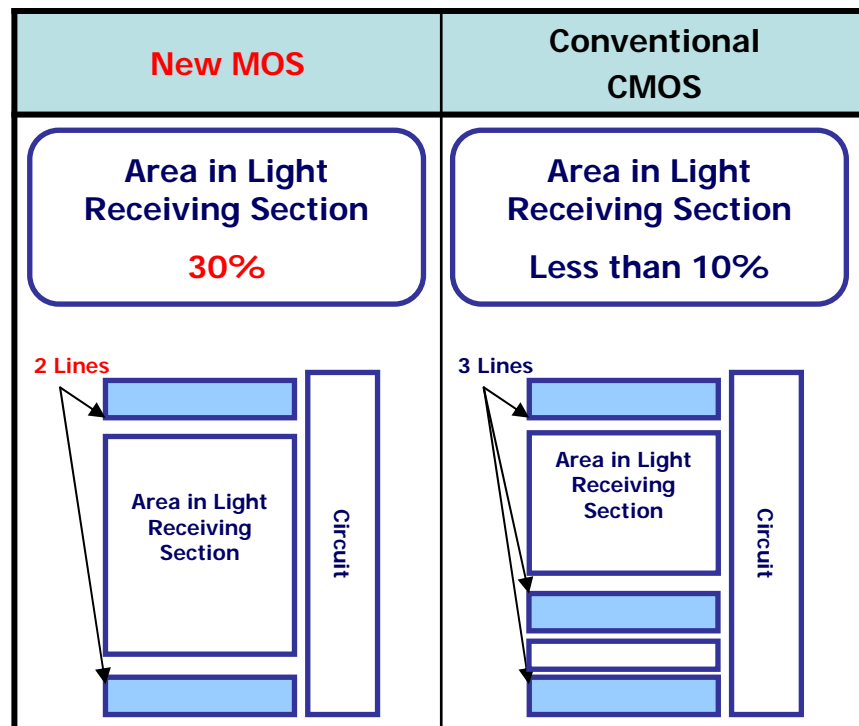 New MOS
Conventional
CMOS
Area in Light
Receiving Section
30%
Area in Light
Receiving Section
Less than 10%
2 Lines
Area in Light
Receiving
Section
Circuit
3 Lines
Area in Light
Receiving
Section
Circuit